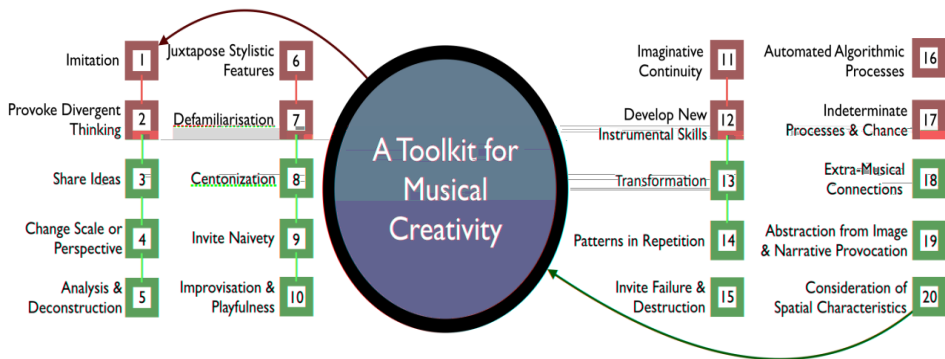 Imitation
1
Provoke Divergent
Thinking
2
Share Ideas
3
Change Scale or
Perspective
4
Analysis &
Deconstruction
5
Juxtapose Stylistic
Features
6
Defamiliarisation
7
Centonization
8
Invite Naivety
9
Improvisation &
Playfulness
10
A Toolkit for
Musical
Creativity
Imaginative
Continuity
11
Develop New
Instrumental Skills
12
Transformation
13
Patterns in Repetition
14
Invite Failure &
Destruction
15
Automated Algorithmic
Processes
16
Indeterminate
Processes & Chance
17
Extra-Musical
Connections
18
Abstraction from Image
& Narrative Provocation
19
Consideration of
Spatial Characteristics
20